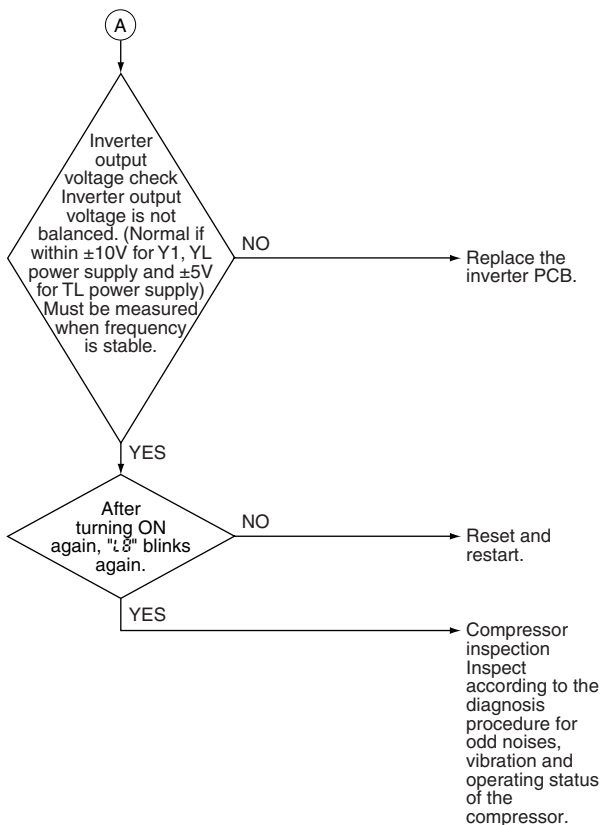 A
Inverter
output
voltage check
Inverter output
voltage is not
balanced. (Normal if
within ±10V for Y1, YL
power supply and ±5V
for TL power supply)
Must be measured
when frequency
is stable.
NO
Replace the
inverter PCB.
YES
After
turning ON
again, "L8" blinks
again.
NO
Reset and
restart.
YES
Compressor
inspection
Inspect
according to the
diagnosis
procedure for
odd noises,
vibration and
operating status
of the
compressor.